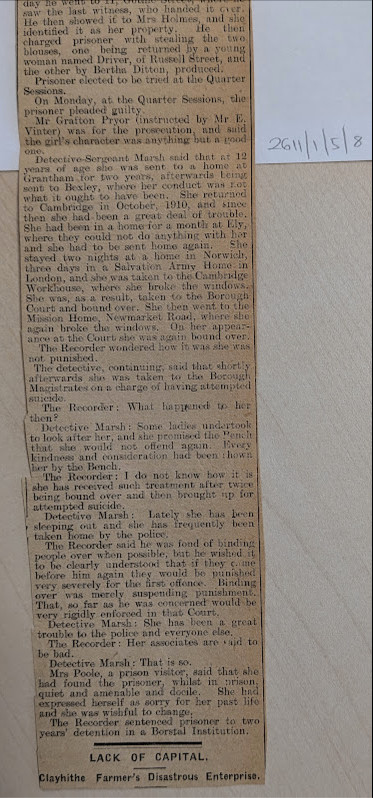 day he went to 11, Gothic Street,
saw the last witness, who handed it over.
He then showed it to Mrs Holmes, and she
identified it as her property. He then
charged prisoner with stealing the two
blouses, one being returned by a young
woman named Driver, of Russell Street, and
the other by Bertha Ditton, produced.
Prisoner elected to be tried at the Quarter
Sessions.
On Monday, at the Quarter Sessions, the
prisoner pleaded guilty.
Mr Grafton Pryor (instructed by Mr E.
Vinter) was for the prosecution, and said
the girl's character was anything but a good
one.
Detective-Sergeant Marsh said that at 12
years of age she was sent to a home at
Grantham for two years, afterwards being
sent to Bexley, where her conduct was not
what it ought to have been. She returned
to Cambridge in October, 1910, and since
then she had been a great deal of trouble.
She had been in a home for a month at Ely,
where they could not do anything with her
and she had to be sent home again. She
stayed two nights at a home in Norwich,
three days in a Salvation Army Home in
London, and she was taken to the Cambridge
Workhouse, where she broke the windows.
She was, as a result, taken to the Borough
Court and bound over. She then went to the
Mission Home, Newmarket Road, where she
again broke the windows. On her appear-
ance at the Court she was again bound over.
The Recorder wondered how it was she was
not punished.
The detective, continuing, said that shortly
afterwards she was taken to the Borough
Magistrates on a charge of having attempted
suicide.
The Recorder: What happened to her
then?
Detective Marsh: Some ladies undertook
to look after her, and she promised the Bench
that she would not offend again. Every
kindness and consideration had been shown
her by the Bench.
The Recorder: I do not know how it is
she has received such treatment after twice
being bound over and then brought up for
attempted suicide.
Detective Marsh: Lately she has been
sleeping out and she has frequently been
taken home by the police.
The Recorder said he was fond of binding
people over when possible, but he wished it
to be clearly understood that if they came
before him again they would be punished
very severely for the first offence. Binding
over was merely suspending punishment.
That, so far as he was concerned would be
very rigidly enforced in that Court.
Detective Marsh: She has been a great
trouble to the police and everyone else.
The Recorder: Her associates are said to
be bad.
Detective Marsh: That is so.
Mrs Poole, a prison visitor, said that she
had found the prisoner, whilst in prison,
quiet and amenable and docile. She had
expressed herself as sorry for her past life
and she was wishful to change.
The Recorder sentenced prisoner to two
years' detention in a Borstal Institution.
LACK OF CAPITAL.
Clayhithe Farmer's Disastrous Enterprise.
2611/1/5/8